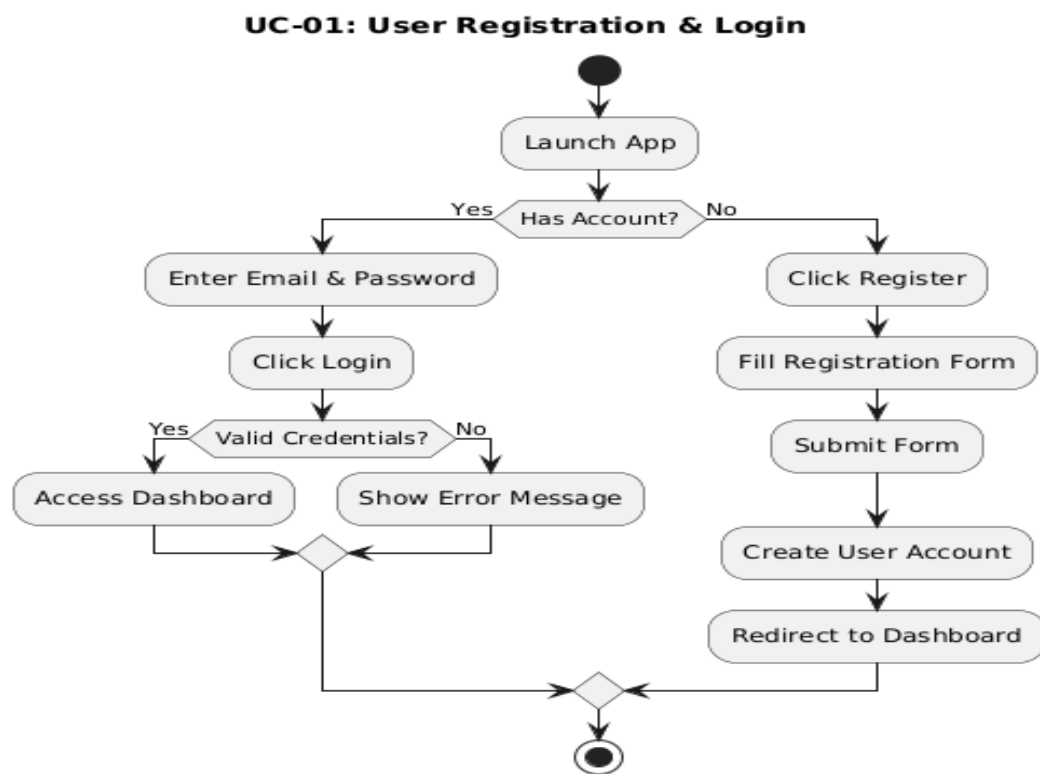 UC-01: User Registration & Login
Launch App
Yes
Has Account?
No
Enter Email & Password
Click Register
Click Login
Fill Registration Form
Yes
Valid Credentials?
No
Submit Form
Access Dashboard
Show Error Message
Create User Account
Redirect to Dashboard